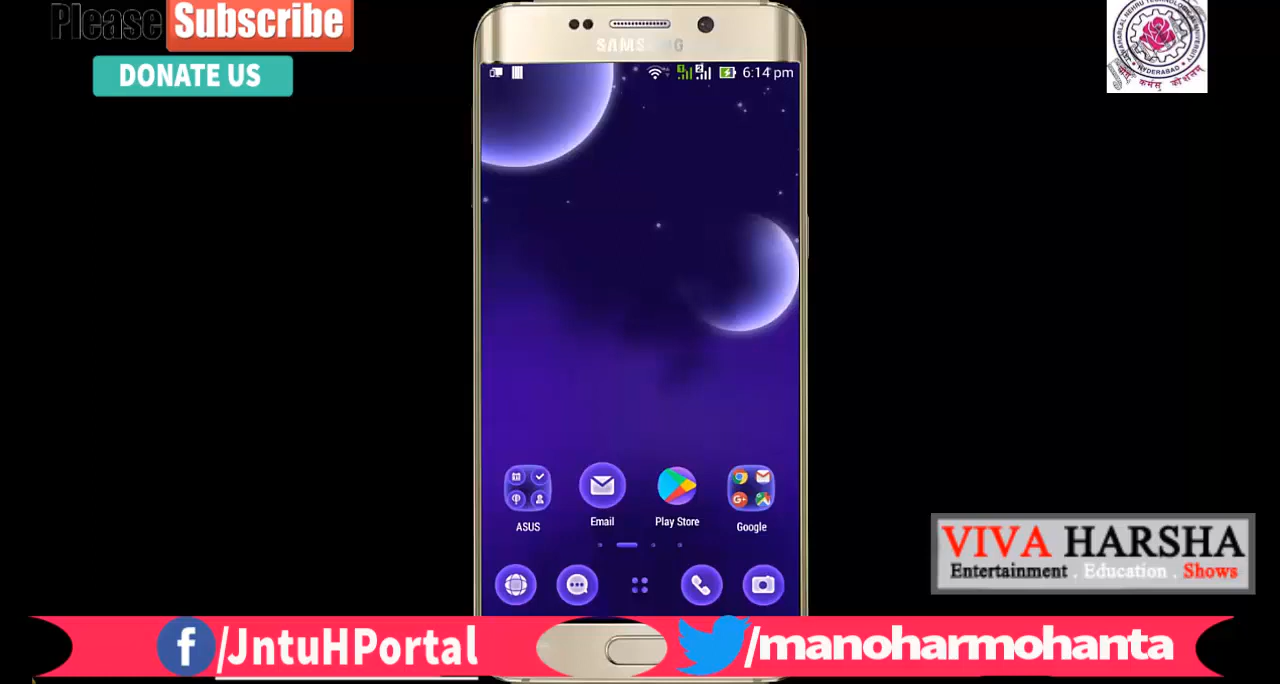 Please Subscribe
DONATE US
SAMSUNG
6:14 pm
HYDERABAD
ASUS
Email
Play Store
Google
VIVA HARSHA
Entertainment . Education . Shows
/JntuHPortal
/manoharmohanta